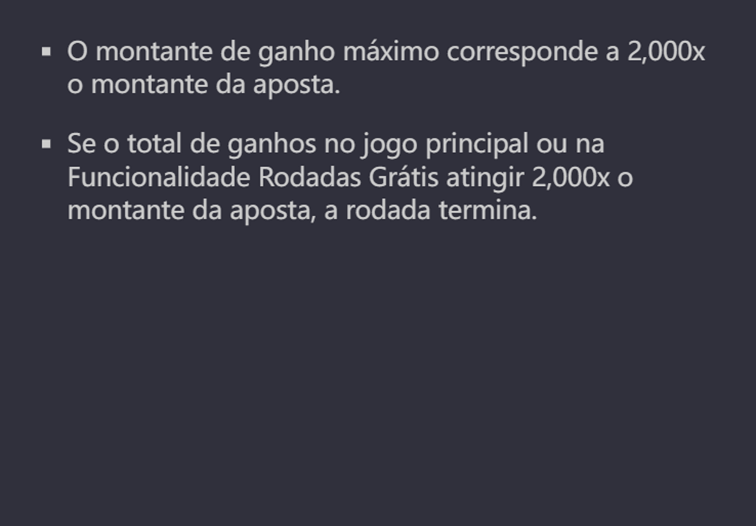 ▪ O montante de ganho máximo corresponde a 2,000x
o montante da aposta.
▪ Se o total de ganhos no jogo principal ou na
Funcionalidade Rodadas Grátis atingir 2,000x o
montante da aposta, a rodada termina.